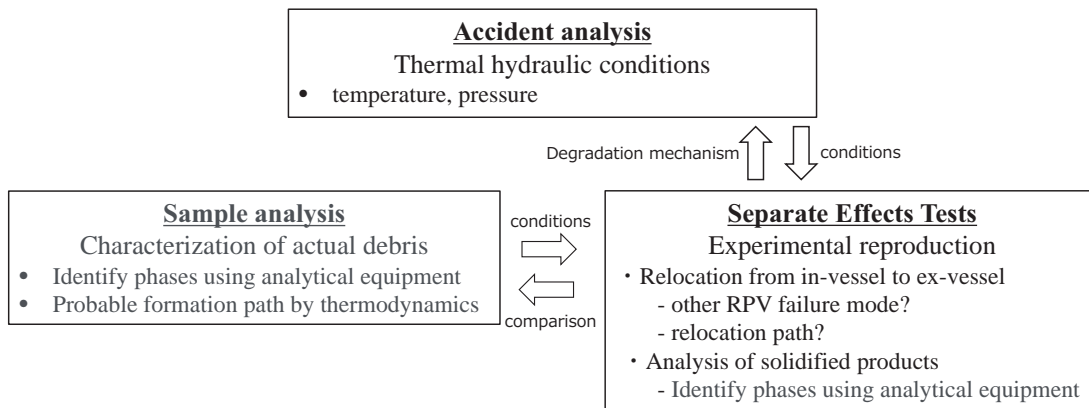 Accident analysis
Thermal hydraulic conditions
• temperature, pressure
Degradation mechanism
conditions
Sample analysis
Characterization of actual debris
• Identify phases using analytical equipment
• Probable formation path by thermodynamics
conditions
comparison
Separate Effects Tests
Experimental reproduction
・Relocation from in-vessel to ex-vessel
- other RPV failure mode?
- relocation path?
・Analysis of solidified products
- Identify phases using analytical equipment